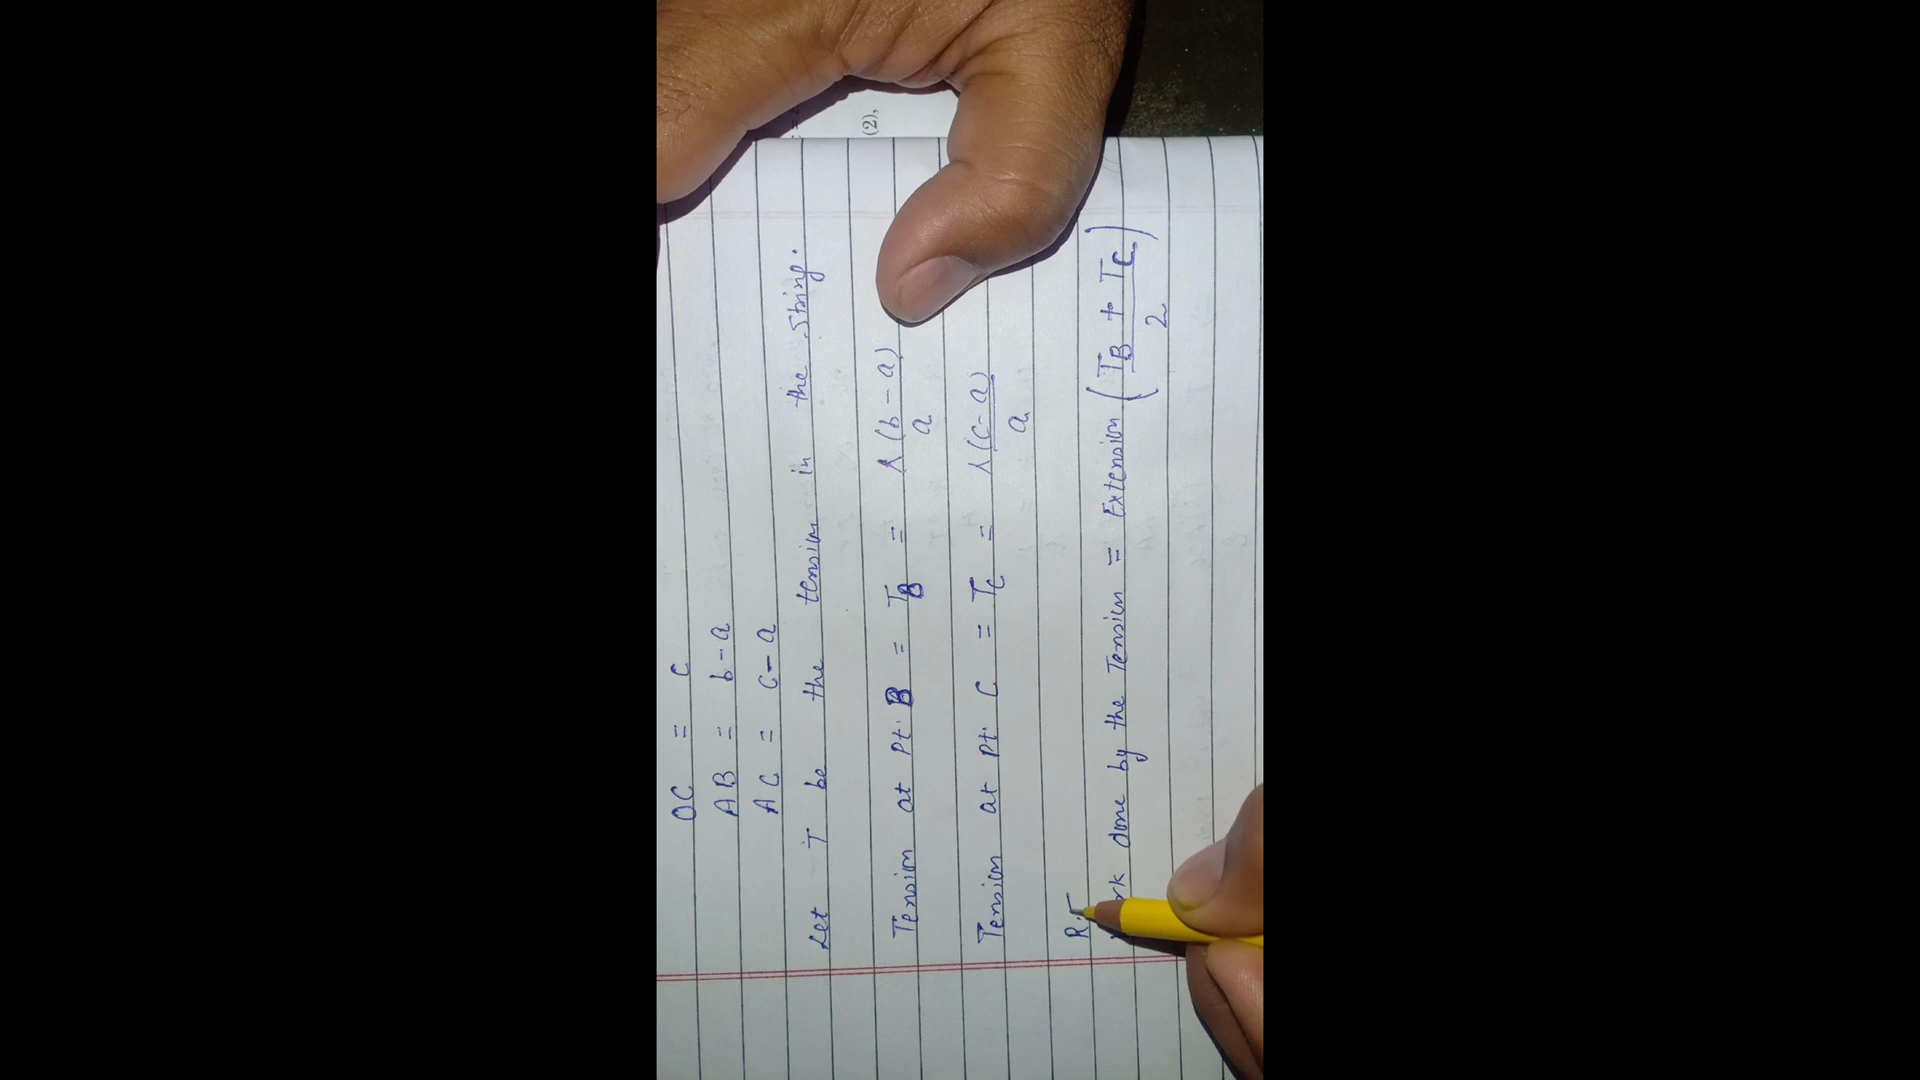 (2),
OC = c
AB = b - a
AC = c - a
Let T be the tension in the string.
Tension at pt. B = T_B = λ(b - a)/a
Tension at pt. C = T_C = λ(c - a)/a
R.
done by the Tension = Extension (T_B + T_C / 2)